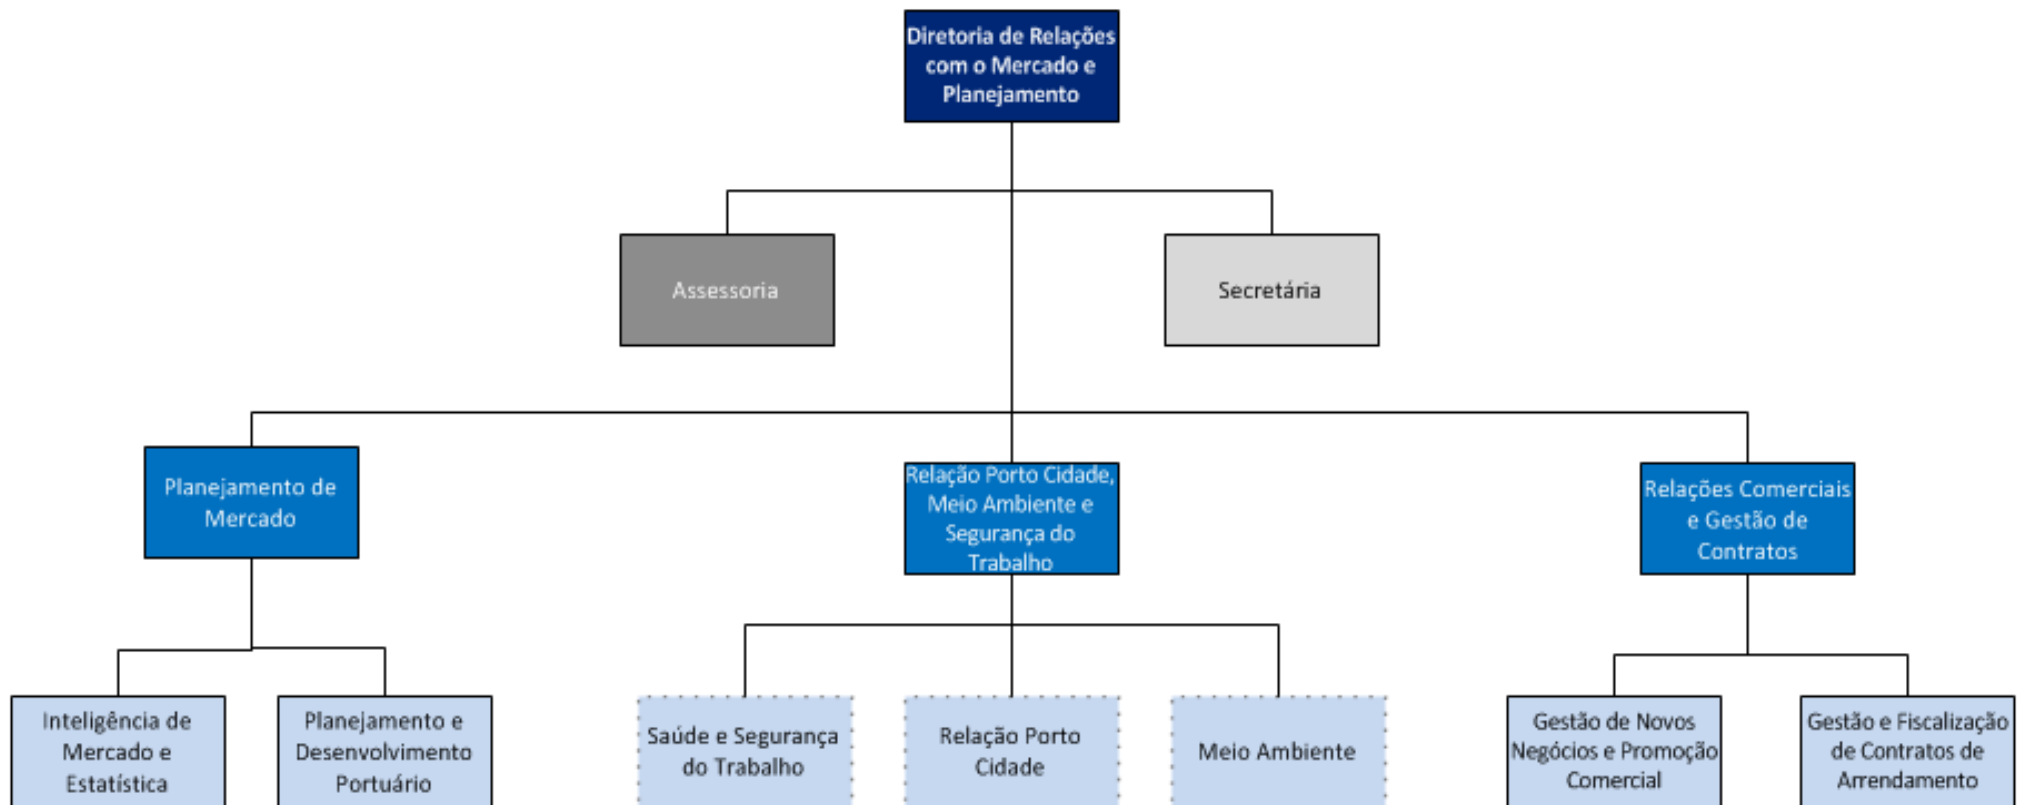 Diretoria de Relações
com o Mercado e
Planejamento
Assessoria
Secretária
Planejamento de
Mercado
Relação Porto Cidade,
Meio Ambiente e
Segurança do
Trabalho
Relações Comerciais
e Gestão de
Contratos
Inteligência de
Mercado e
Estatística
Planejamento e
Desenvolvimento
Portuário
Saúde e Segurança
do Trabalho
Relação Porto
Cidade
Meio Ambiente
Gestão de Novos
Negócios e Promoção
Comercial
Gestão e Fiscalização
de Contratos de
Arrendamento